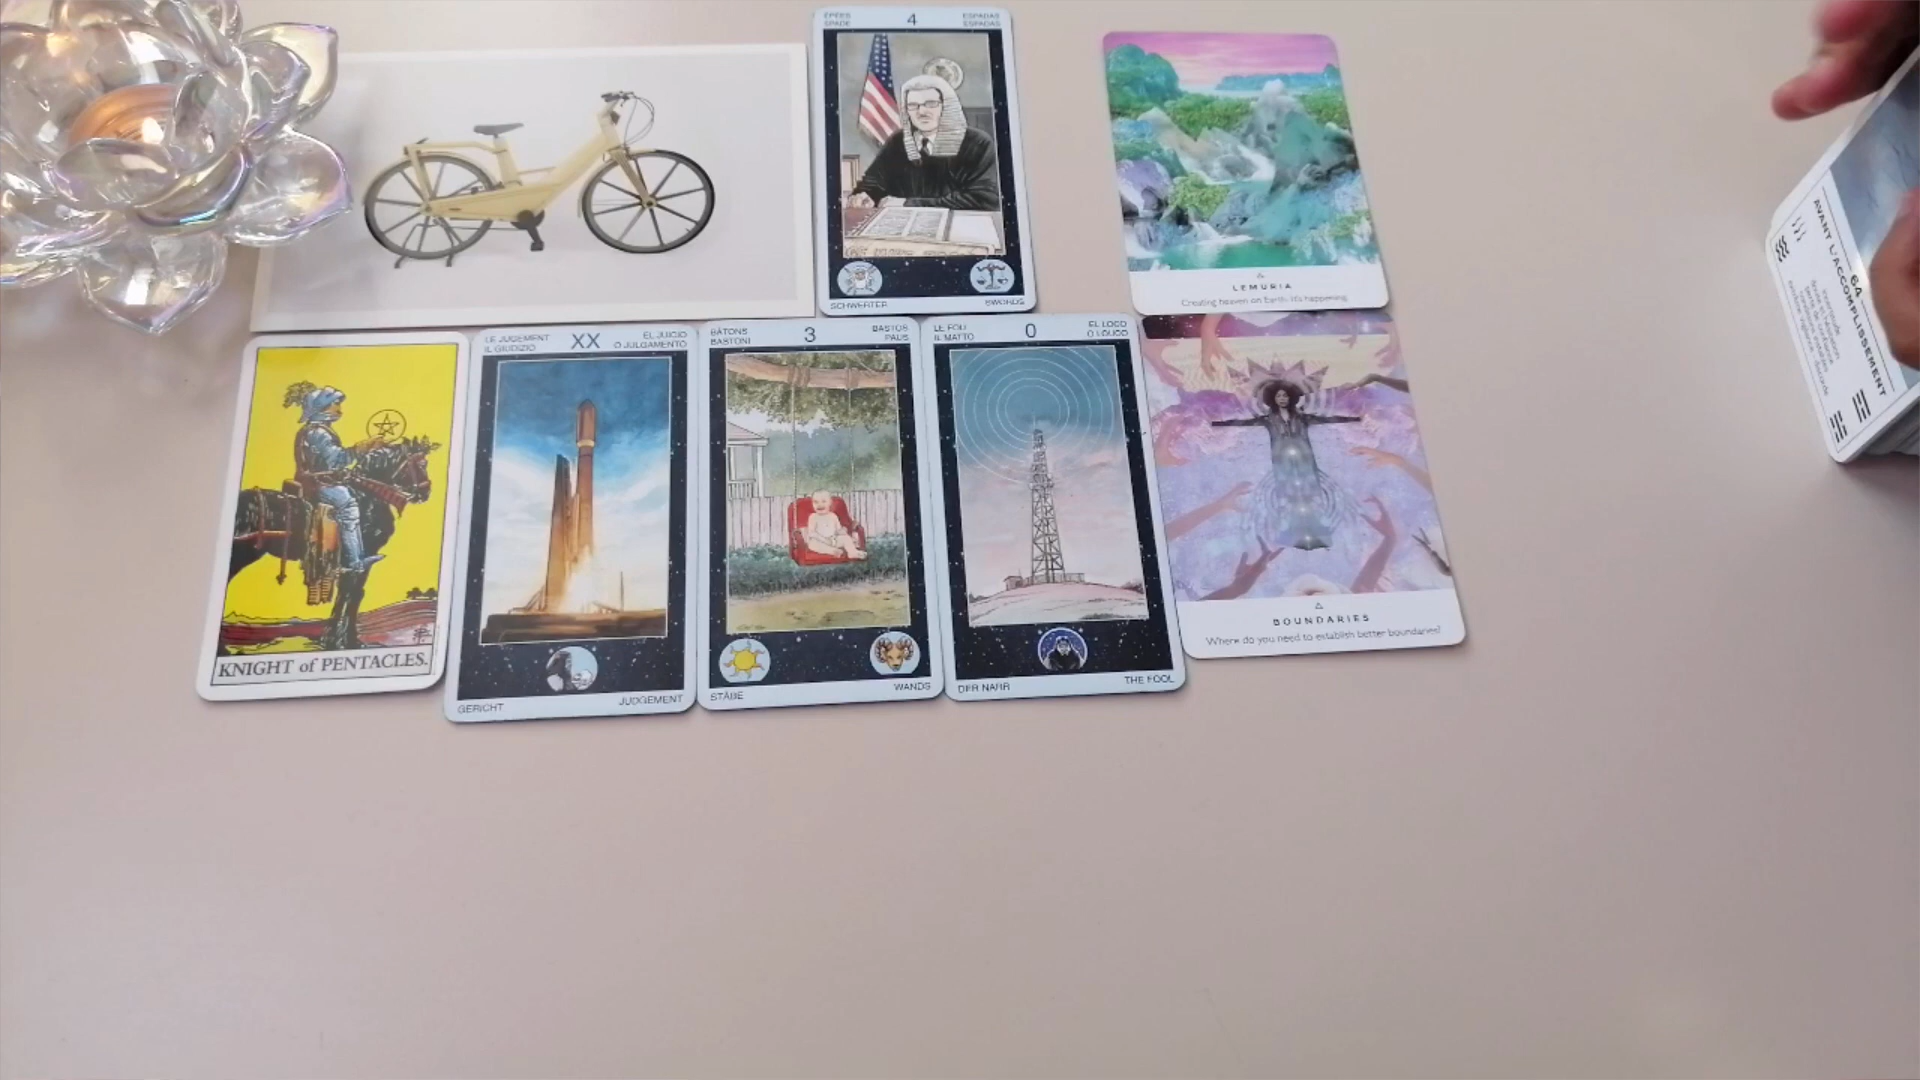 ÉPÉES
SPADE
4
ESPADAS
ESPADAS
SCHWERTER
SWORDS
LEMURIA
Creating heaven on Earth. It's happening.
64
AVANT L'ACCOMPLISSEMENT
KNIGHT of PENTACLES.
LE JUGEMENT
IL GIUDIZIO
XX
EL JUICIO
O JULGAMENTO
GERICHT
JUDGEMENT
BÂTONS
BASTONI
3
BASTOS
PAUS
STÄBE
WANDS
LE FOU
IL MATTO
0
EL LOCO
O LOUCO
DER NARR
THE FOOL
BOUNDARIES
Where do you need to establish better boundaries?